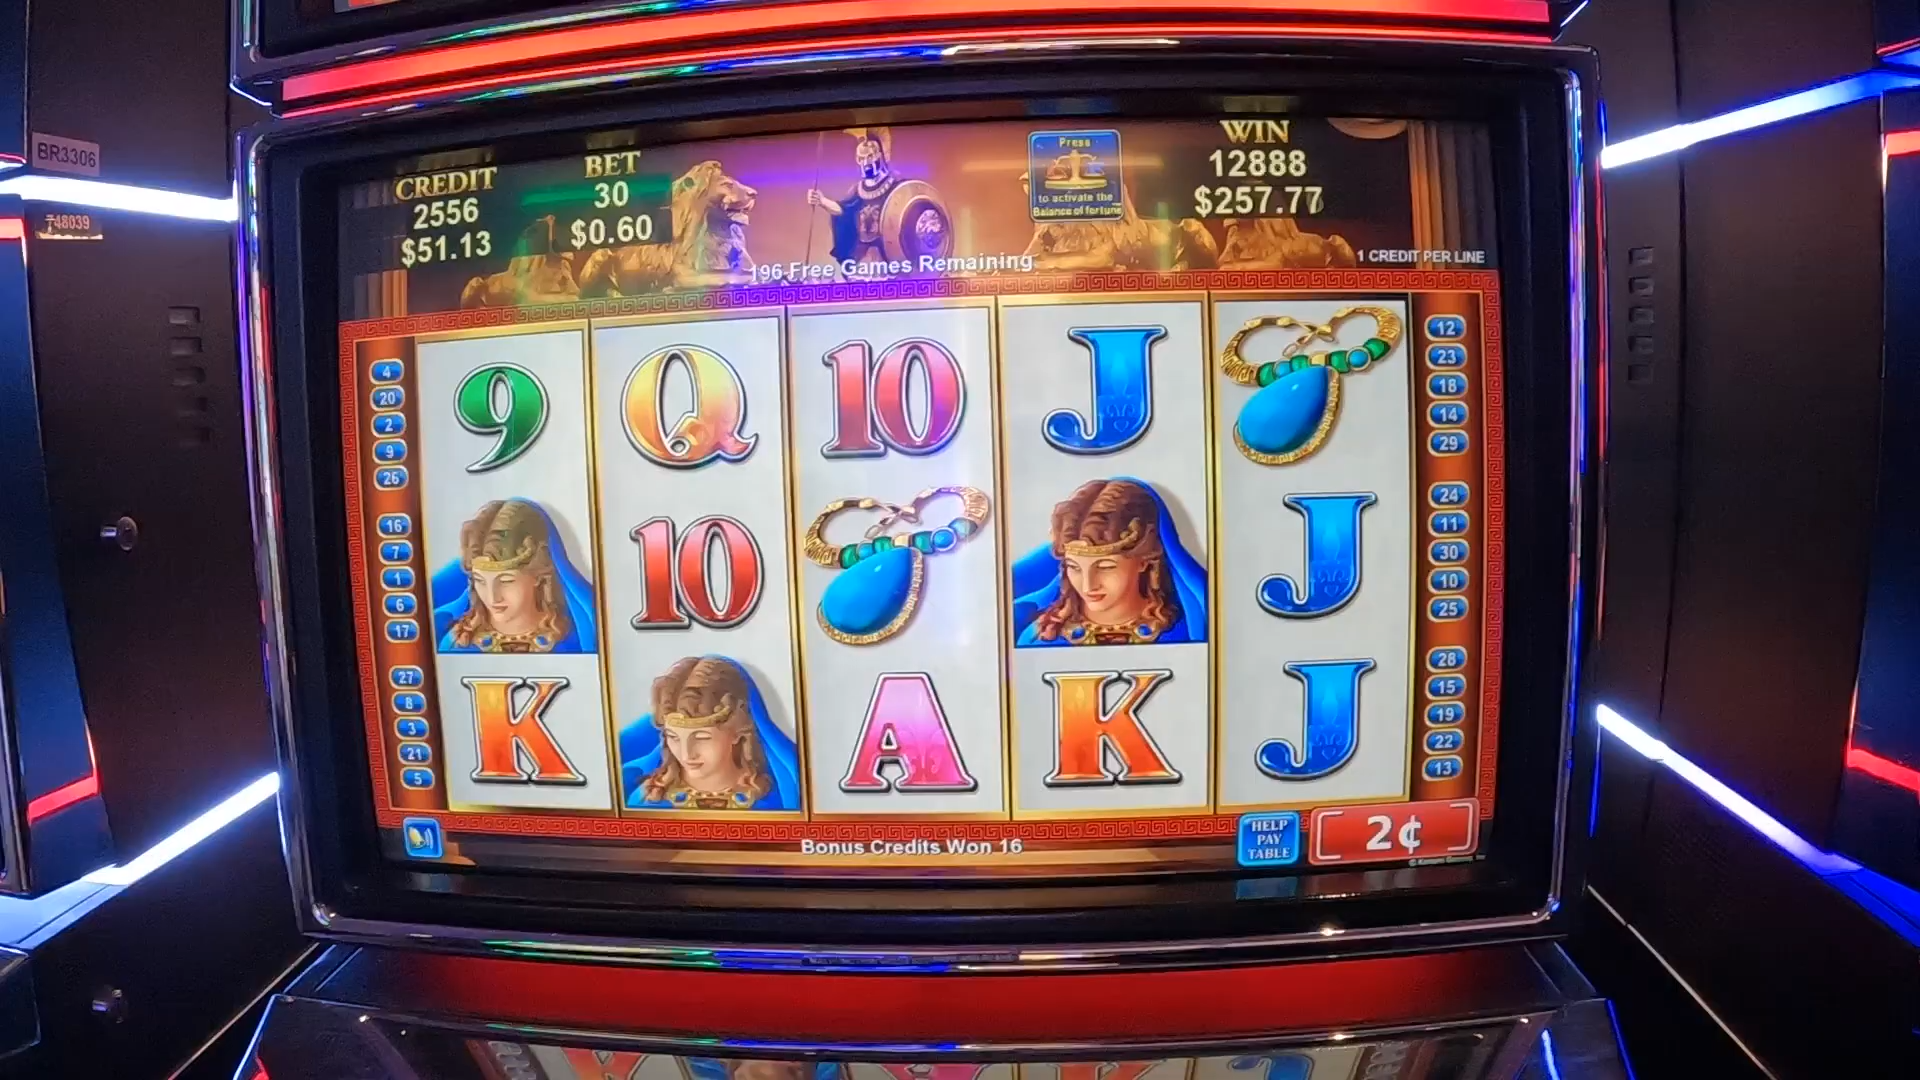 BR3306
48039
CREDIT
2556
$51.13
BET
30
$0.60
Press
to activate the
Balance of fortune
WIN
12888
$257.77
196 Free Games Remaining
1 CREDIT PER LINE
4
20
2
9
26
16
7
1
6
17
27
8
3
21
5
9 Q 10 J
10 J
K A K J
12
23
18
14
29
24
11
30
10
25
28
15
19
22
13
Bonus Credits Won 16
HELP
PAY
TABLE
2¢